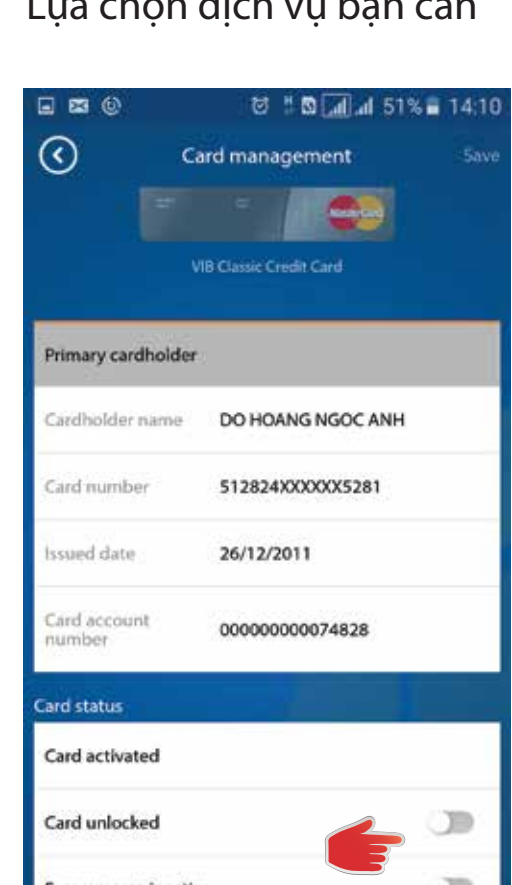 Lựa chọn dịch vụ bạn cần
51% 14:10
Card management Save
MasterCard
VIB Classic Credit Card
Primary cardholder
Cardholder name DO HOANG NGOC ANH
Card number 512824XXXXXX5281
Issued date 26/12/2011
Card account
number 000000000074828
Card status
Card activated
Card unlocked